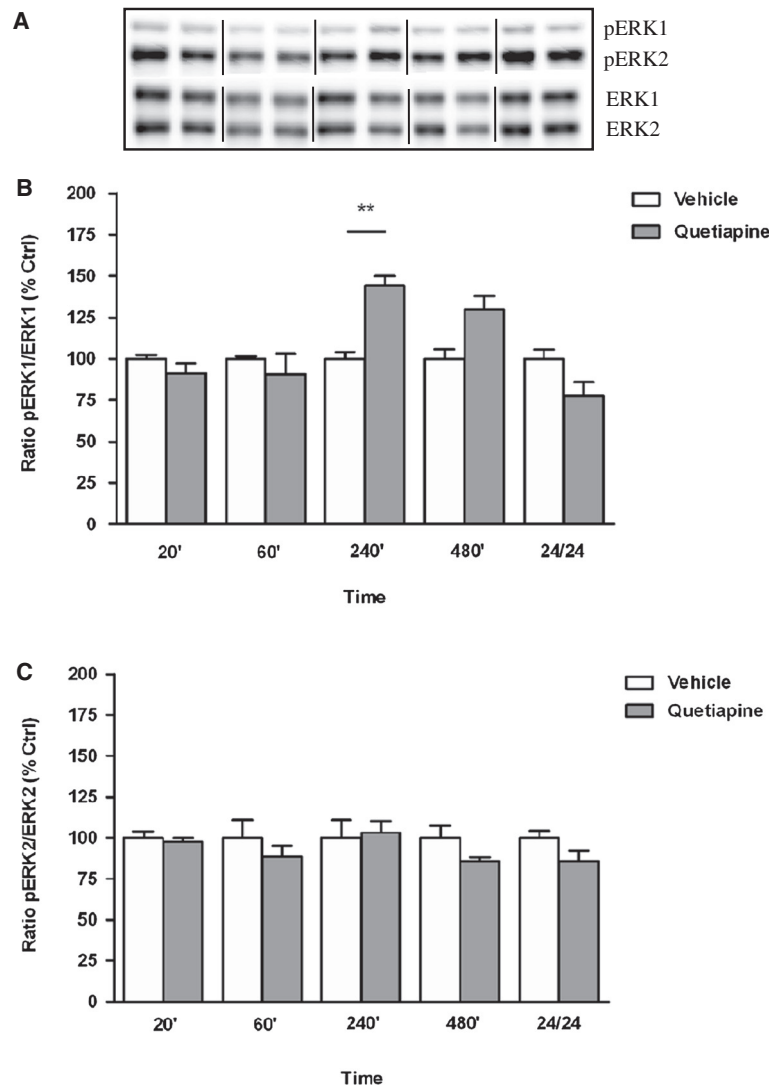 A
pERK1
pERK2
ERK1
ERK2
B
Ratio pERK1/ERK1 (% Ctrl)
200
175
150
125
100
75
50
25
0
**
Vehicle
Quetiapine
20' 60' 240' 480' 24/24
Time
C
Ratio pERK2/ERK2 (% Ctrl)
200
175
150
125
100
75
50
25
0
Vehicle
Quetiapine
20' 60' 240' 480' 24/24
Time